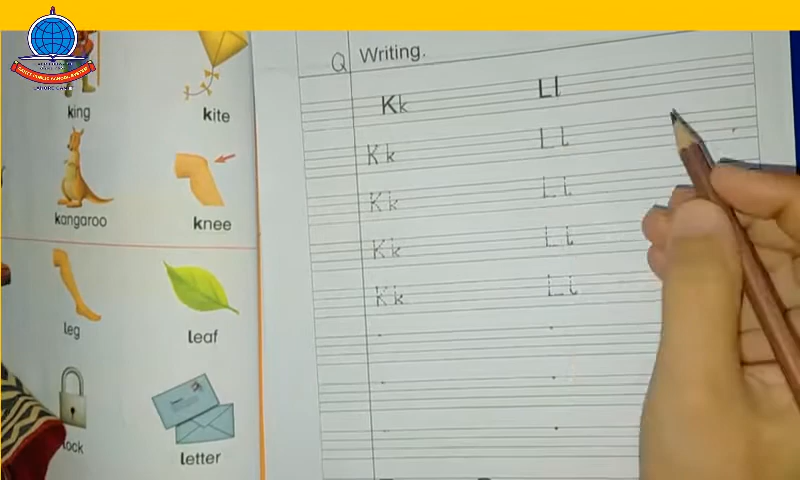 king
kite
kangaroo
knee
leg
leaf
lock
letter
Q Writing.
Kk Ll
Kk Ll
Kk Ll
Kk Ll
Kk Ll